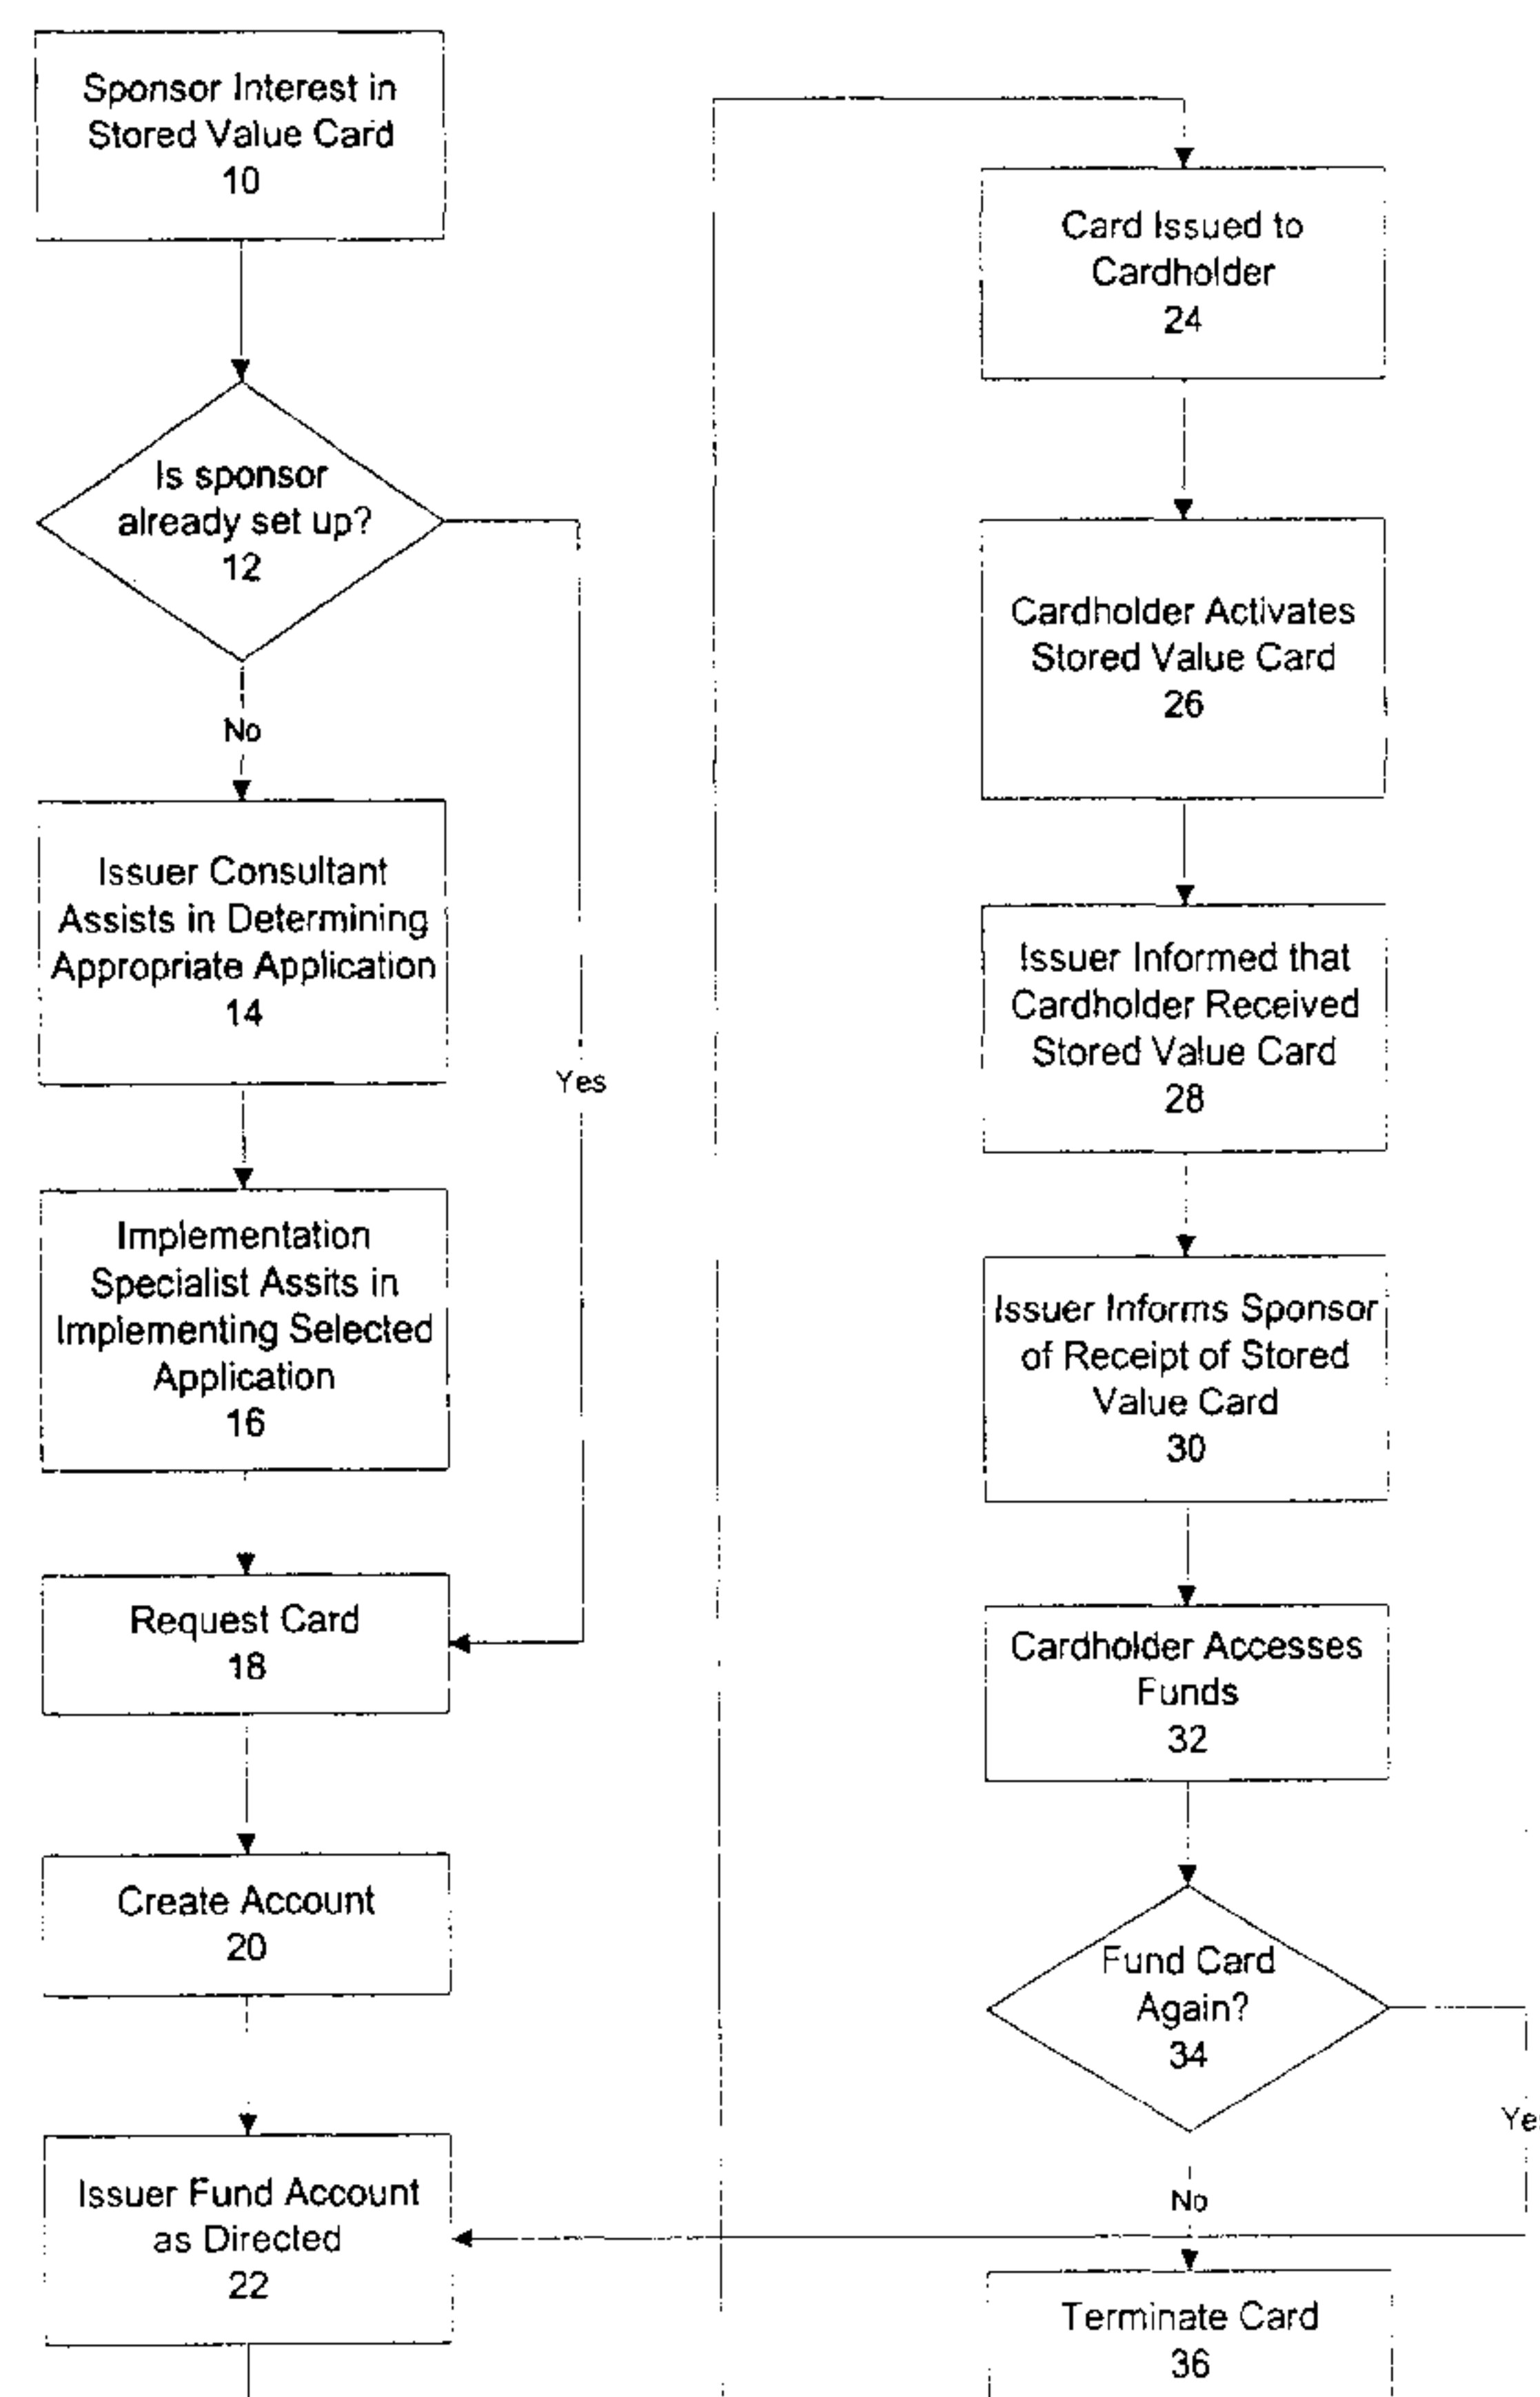 Sponsor Interest in
Stored Value Card
10
Is sponsor
already set up?
12
No
Issuer Consultant
Assists in Determining
Appropriate Application
14
Yes
Implementation
Specialist Assits in
Implementing Selected
Application
16
Request Card
18
Create Account
20
Issuer Fund Account
as Directed
22
Card Issued to
Cardholder
24
Cardholder Activates
Stored Value Card
26
Issuer Informed that
Cardholder Received
Stored Value Card
28
Issuer Informs Sponsor
of Receipt of Stored
Value Card
30
Cardholder Accesses
Funds
32
Fund Card
Again?
34
Ye
No
Terminate Card
36